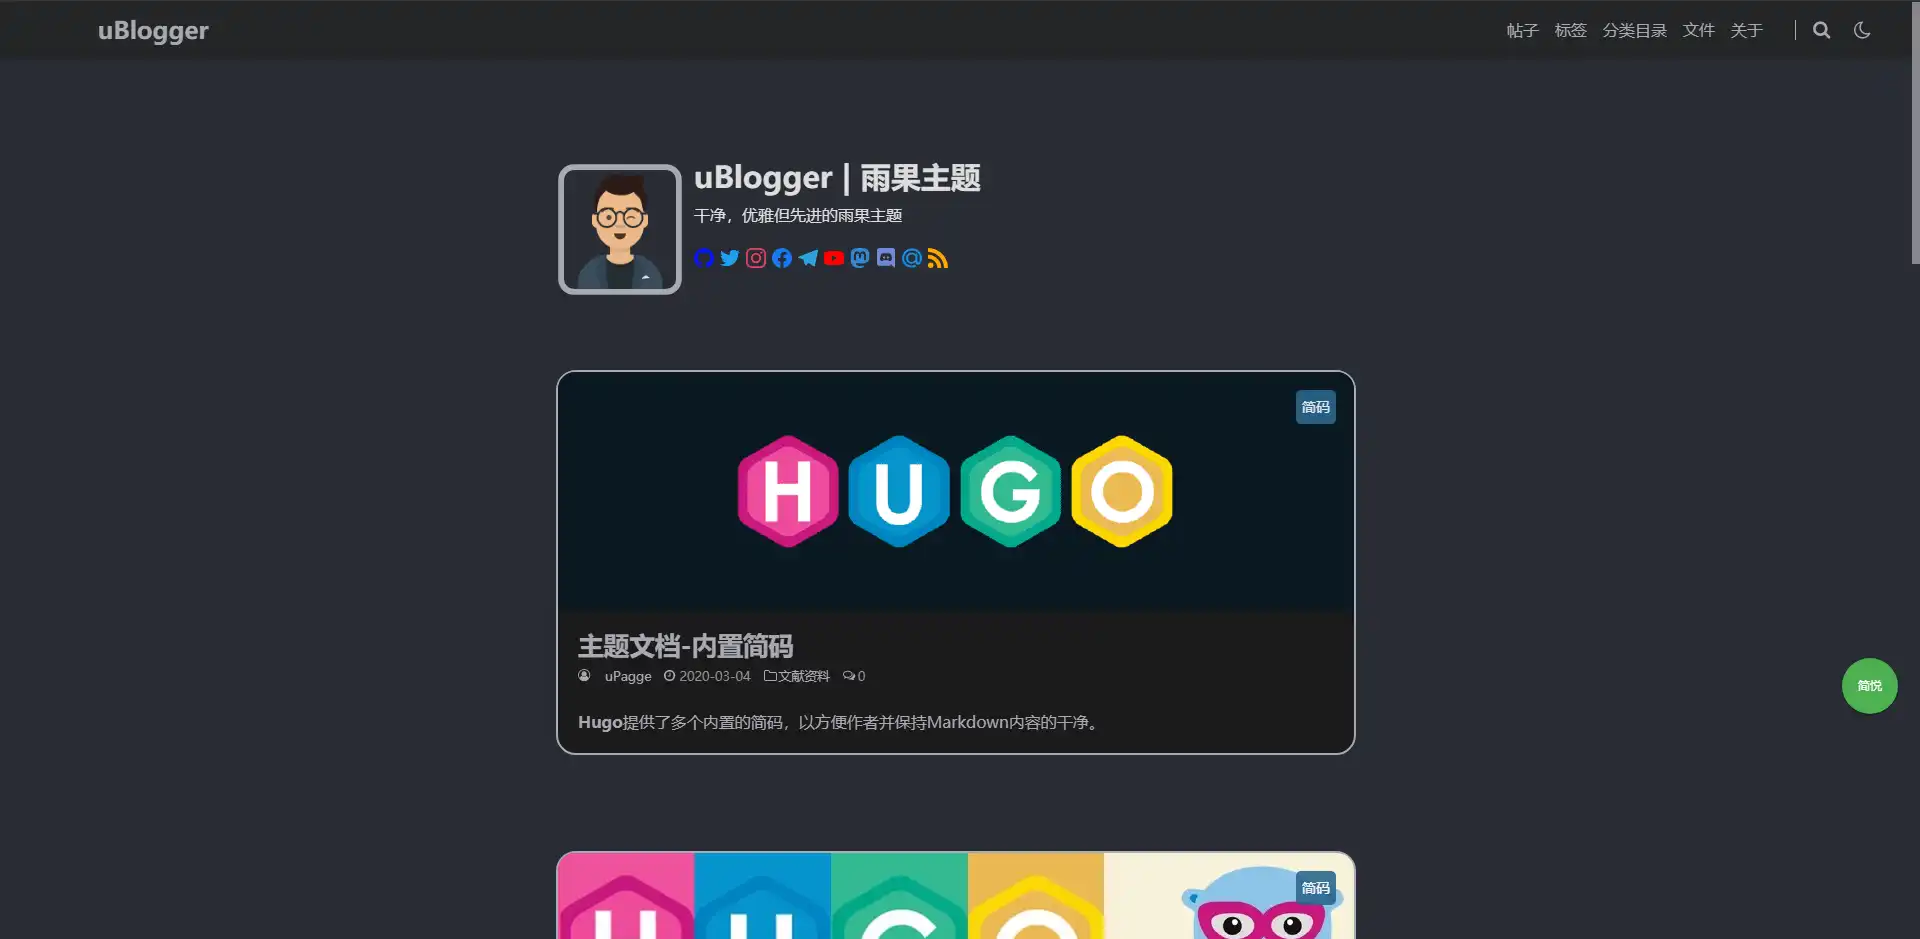 uBlogger
帖子 标签 分类目录 文件 关于
uBlogger | 雨果主题
干净，优雅但先进的雨果主题
简码
HUGO
主题文档-内置简码
uPagge 2020-03-04 文献资料 0
Hugo提供了多个内置的简码，以方便作者并保持Markdown内容的干净。
简悦
简码